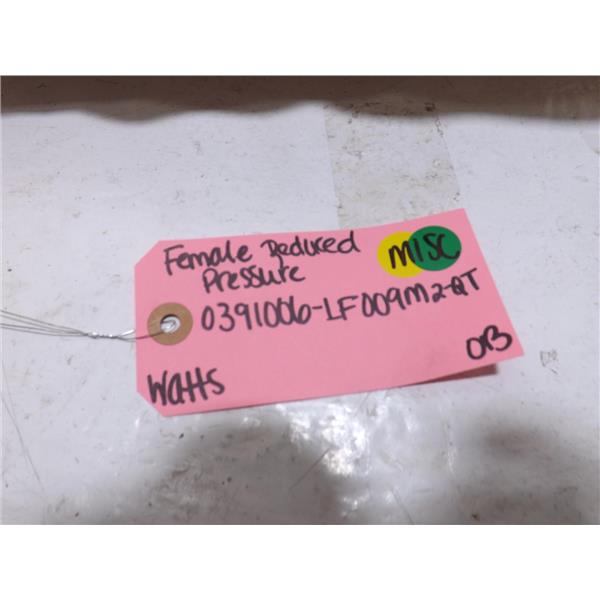 Female Reduced
Pressure
MISC
0391006-LF009M2-QT
OB
Watts